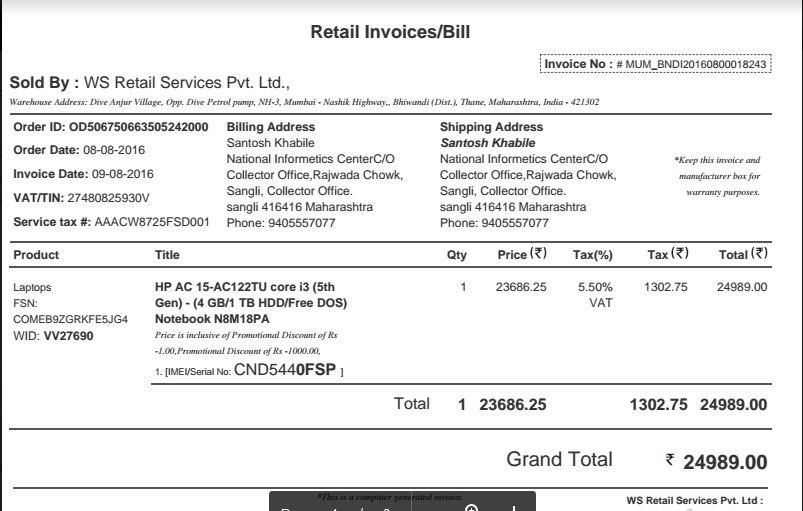 Retail Invoices/Bill
Invoice No : # MUM_BNDI20160800018243
Sold By : WS Retail Services Pvt. Ltd.,
Warehouse Address: Dive Anjur Village, Opp. Dive Petrol pump, NH-3, Mumbai - Nashik Highway,, Bhiwandi (Dist.), Thane, Maharashtra, India - 421302
Order ID: OD506750663505242000
Order Date: 08-08-2016
Invoice Date: 09-08-2016
VAT/TIN: 27480825930V
Service tax #: AAACW8725FSD001
Billing Address
Santosh Khabile
National Informetics CenterC/O
Collector Office,Rajwada Chowk,
Sangli, Collector Office.
sangli 416416 Maharashtra
Phone: 9405557077
Shipping Address
Santosh Khabile
National Informetics CenterC/O
Collector Office,Rajwada Chowk,
Sangli, Collector Office.
sangli 416416 Maharashtra
Phone: 9405557077
*Keep this invoice and
manufacturer box for
warranty purposes.
Product Title Qty Price (₹) Tax(%) Tax (₹) Total (₹)
Laptops
FSN:
COMEB9ZGRKFE5JG4
WID: VV27690
HP AC 15-AC122TU core i3 (5th
Gen) - (4 GB/1 TB HDD/Free DOS)
Notebook N8M18PA
Price is inclusive of Promotional Discount of Rs
-1.00,Promotional Discount of Rs -1000.00,
1. [IMEI/Serial No: CND5440FSP ]
1 23686.25 5.50% 1302.75 24989.00
VAT
Total 1 23686.25 1302.75 24989.00
Grand Total ₹ 24989.00
*This is a computer generated invoice.
WS Retail Services Pvt. Ltd :